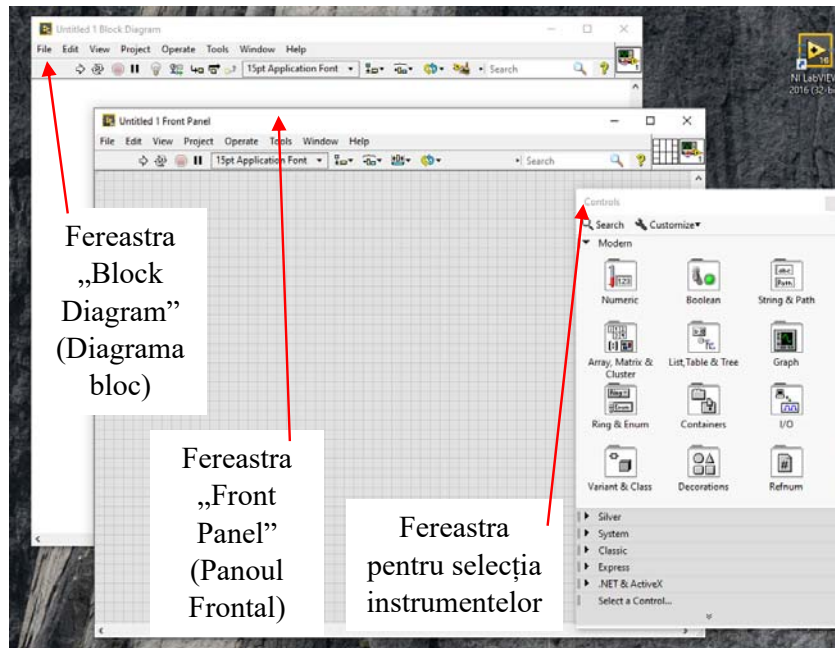 Untitled 1 Block Diagram
File Edit View Project Operate Tools Window Help
15pt Application Font
Search
NI LabVIEW
2016 (32-bi
Untitled 1 Front Panel
File Edit View Project Operate Tools Window Help
15pt Application Font
Search
Controls
Search Customize
Modern
Numeric Boolean String & Path
Array, Matrix &
Cluster
List, Table & Tree Graph
Ring & Enum Containers I/O
Variant & Class Decorations Refnum
Silver
System
Classic
Express
.NET & ActiveX
Select a Control...
Fereastra
„Block
Diagram”
(Diagrama
bloc)
Fereastra
„Front
Panel”
(Panoul
Frontal)
Fereastra
pentru selecția
instrumentelor